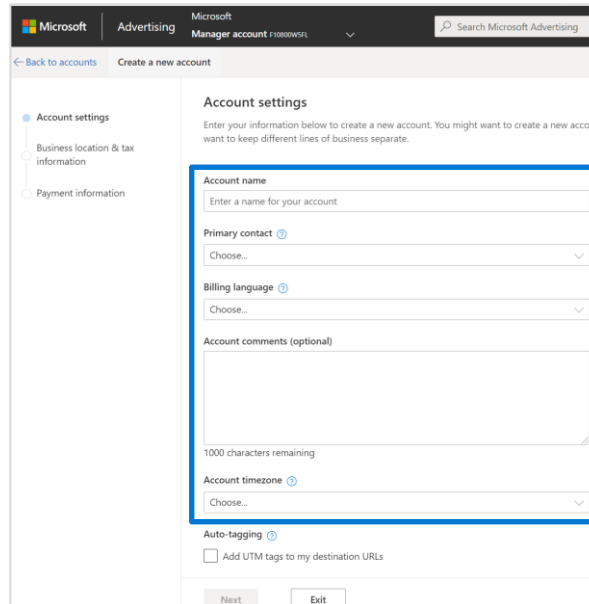 Microsoft
Advertising
Microsoft
Manager account F10800WSFL
Search Microsoft Advertising
Back to accounts
Create a new account
Account settings
Business location & tax
information
Payment information
Account settings
Enter your information below to create a new account. You might want to create a new acco
want to keep different lines of business separate.
Account name
Enter a name for your account
Primary contact ?
Choose...
Billing language ?
Choose...
Account comments (optional)
1000 characters remaining
Account timezone ?
Choose...
Auto-tagging ?
Add UTM tags to my destination URLs
Next
Exit